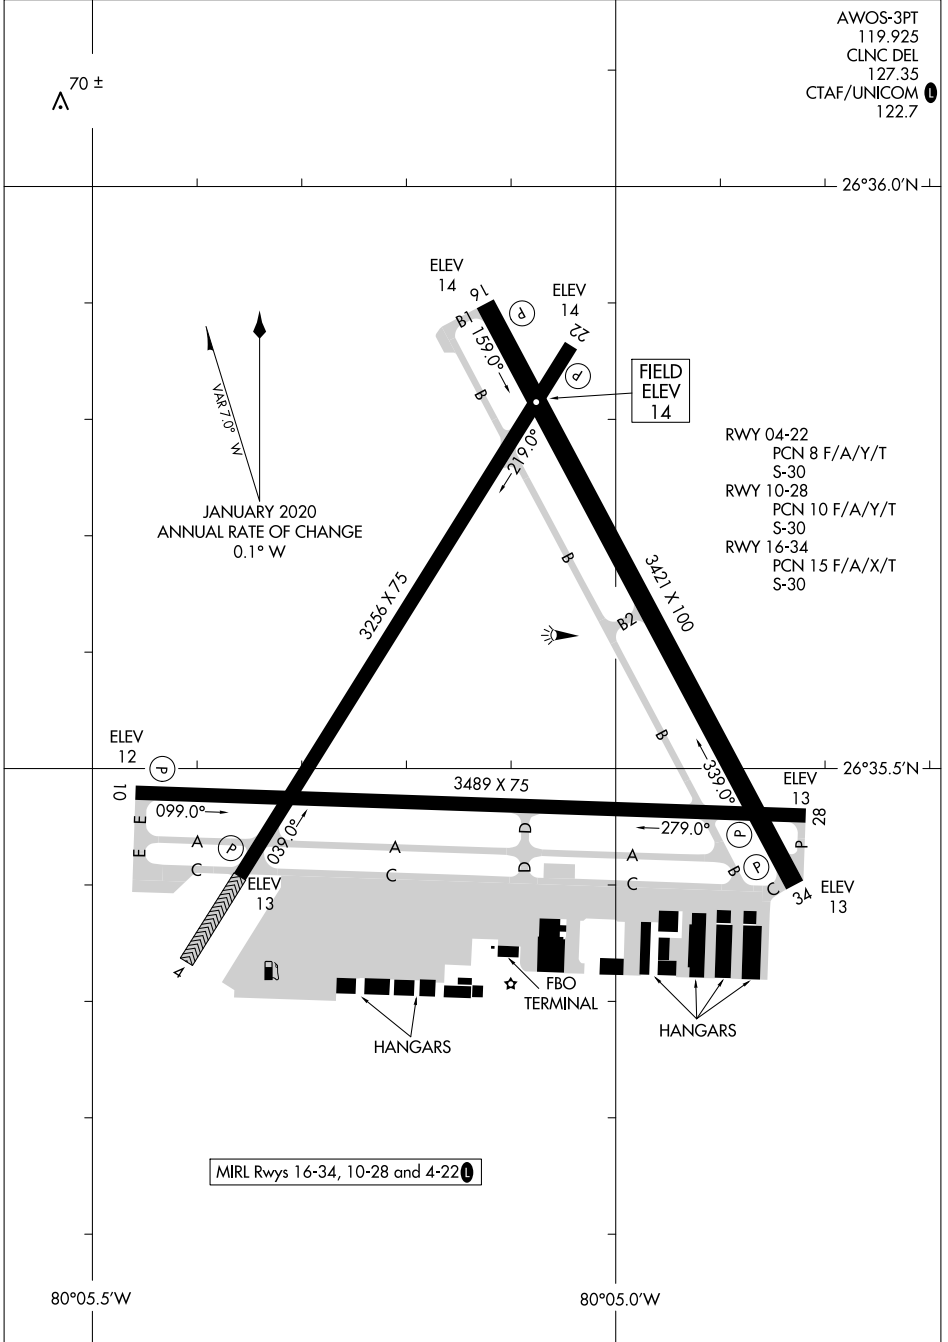 AWOS-3PT
119.925
CLNC DEL
127.35
CTAF/UNICOM L
122.7
70 ±
26°36.0'N
ELEV
14
16
ELEV
14
22
B1
P
159.0°
P
B
FIELD
ELEV
14
VAR 7.0° W
219.0°
RWY 04-22
PCN 8 F/A/Y/T
S-30
RWY 10-28
PCN 10 F/A/Y/T
S-30
RWY 16-34
PCN 15 F/A/X/T
S-30
JANUARY 2020
ANNUAL RATE OF CHANGE
0.1° W
3256 X 75
B
3421 X 100
B2
B
ELEV
12
P
26°35.5'N
339.0°
3489 X 75
ELEV
13
10
099.0°
039.0°
279.0°
28
E
D
P
P
E
A
P
A
A
P
C
C
D
C
B
C
ELEV
13
34
ELEV
13
4
FBO
TERMINAL
HANGARS
HANGARS
MIRL Rwys 16-34, 10-28 and 4-22 L
80°05.5'W
80°05.0'W